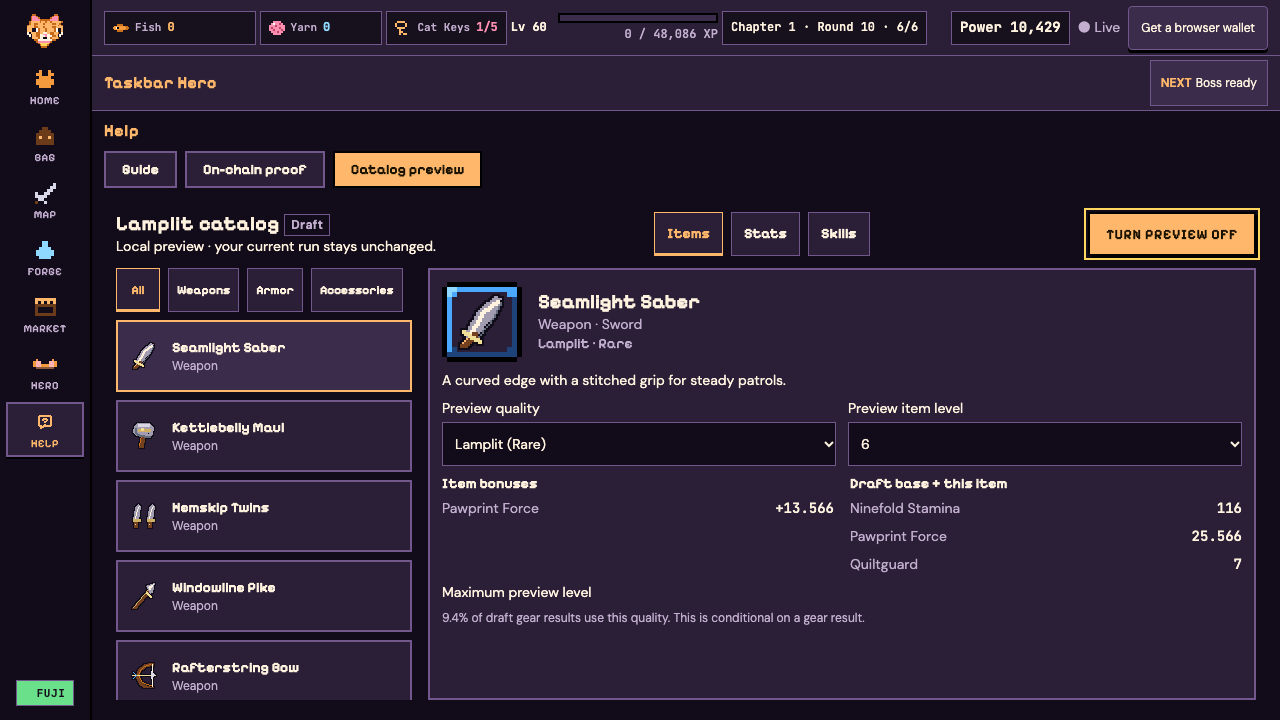 Fish 0
Yarn 0
Cat Keys 1/5
Lv 60
0 / 48,086 XP
Chapter 1 · Round 10 · 6/6
Power 10,429
Live
Get a browser wallet
HOME
BAG
MAP
FORGE
MARKET
HERO
HELP
FUJI
Taskbar Hero
NEXT Boss ready
Help
Guide
On-chain proof
Catalog preview
Lamplit catalog
Draft
Local preview · your current run stays unchanged.
Items
Stats
Skills
TURN PREVIEW OFF
All
Weapons
Armor
Accessories
Seamlight Saber
Weapon
Kettlebelly Maul
Weapon
Hemskip Twins
Weapon
Windowline Pike
Weapon
Rafterstring Bow
Weapon
Seamlight Saber
Weapon · Sword
Lamplit · Rare
A curved edge with a stitched grip for steady patrols.
Preview quality
Preview item level
Lamplit (Rare)
6
Item bonuses
Pawprint Force +13.566
Draft base + this item
Ninefold Stamina 116
Pawprint Force 25.566
Quiltguard 7
Maximum preview level
9.4% of draft gear results use this quality. This is conditional on a gear result.